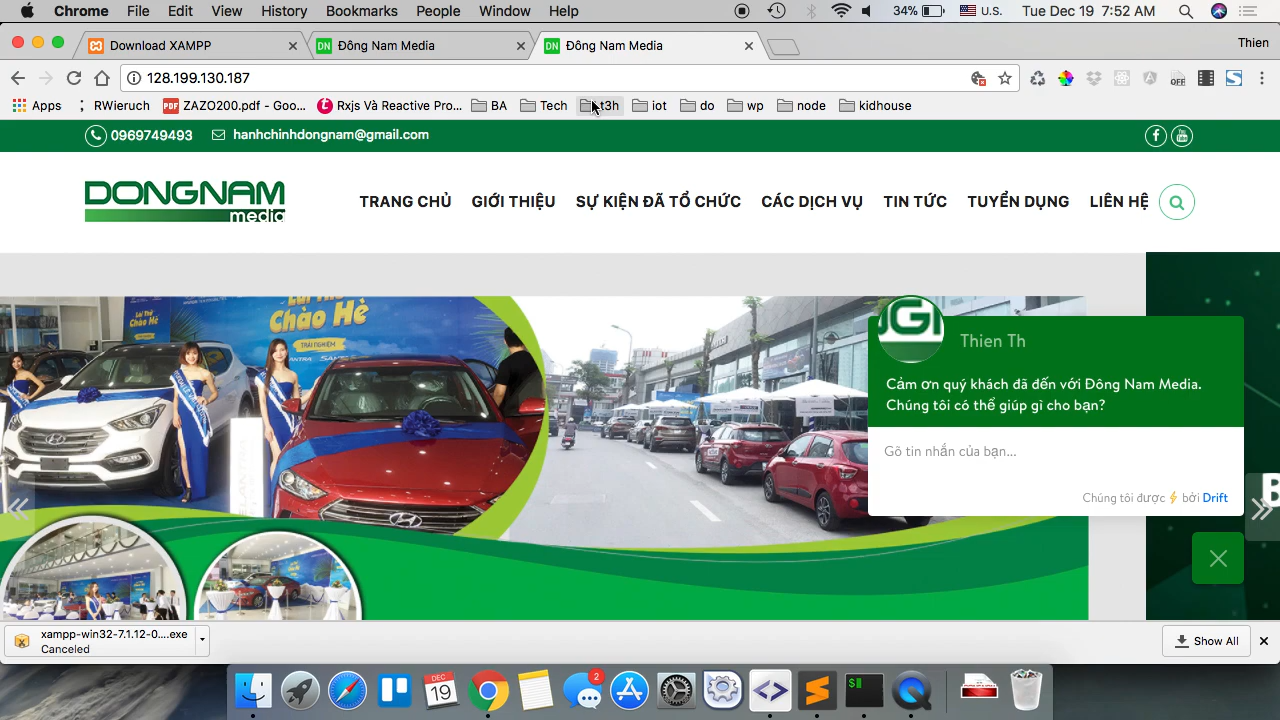 Chrome File Edit View History Bookmarks People Window Help 34% U.S. Tue Dec 19 7:52 AM
Download XAMPP Đông Nam Media Đông Nam Media Thien
128.199.130.187
Apps RWieruch ZAZO200.pdf - Goo... Rxjs Và Reactive Pro... BA Tech t3h iot do wp node kidhouse
0969749493 hanhchinhdongnam@gmail.com
DONGNAM
media
TRANG CHỦ GIỚI THIỆU SỰ KIỆN ĐÃ TỔ CHỨC CÁC DỊCH VỤ TIN TỨC TUYỂN DỤNG LIÊN HỆ
Chào Hè
TRẢI NGHIỆM
Thien Th
Cảm ơn quý khách đã đến với Đông Nam Media.
Chúng tôi có thể giúp gì cho bạn?
Gõ tin nhắn của bạn...
Chúng tôi được ⚡ bởi Drift
xampp-win32-7.1.12-0....exe
Canceled
Show All
2
DEC
19